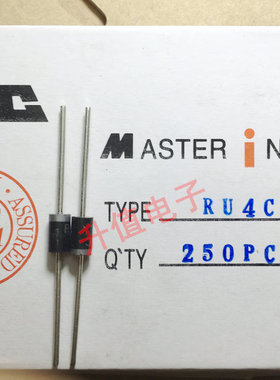 C
MASTER iN
TYPE RU4C
Q'TY 250PC
ASSURED
升值电子